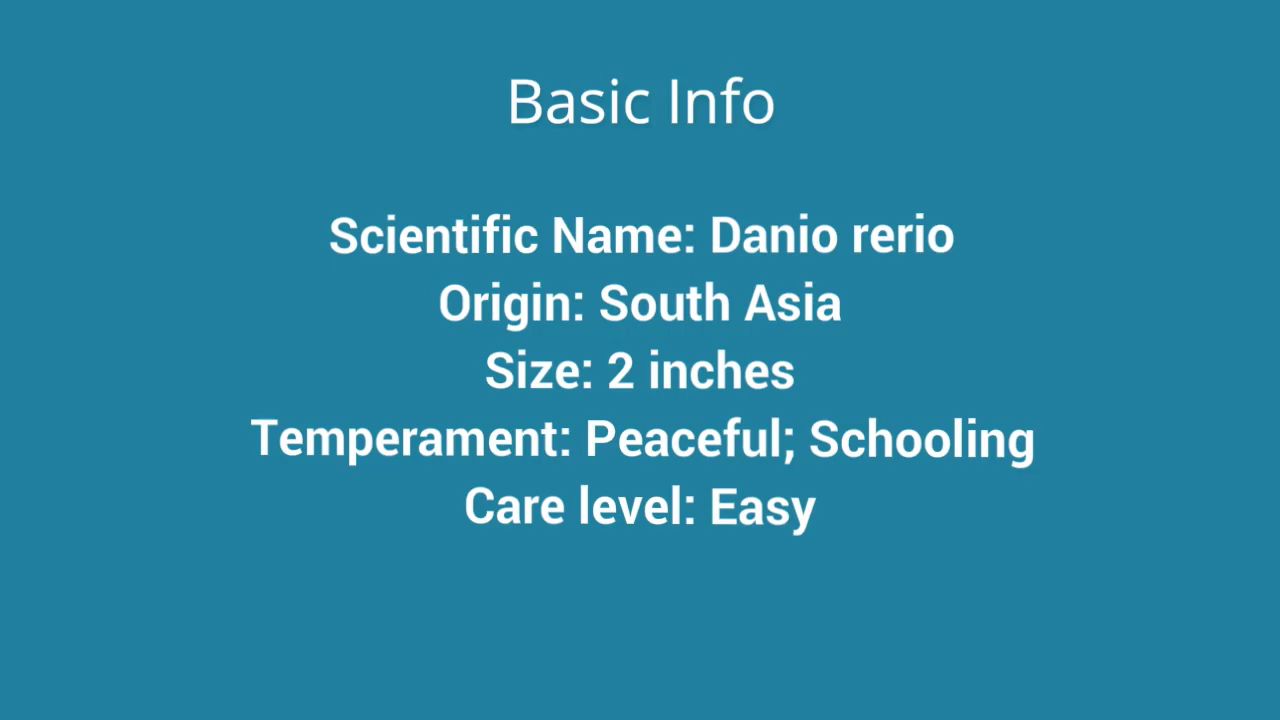 Basic Info
Scientific Name: Danio rerio
Origin: South Asia
Size: 2 inches
Temperament: Peaceful; Schooling
Care level: Easy